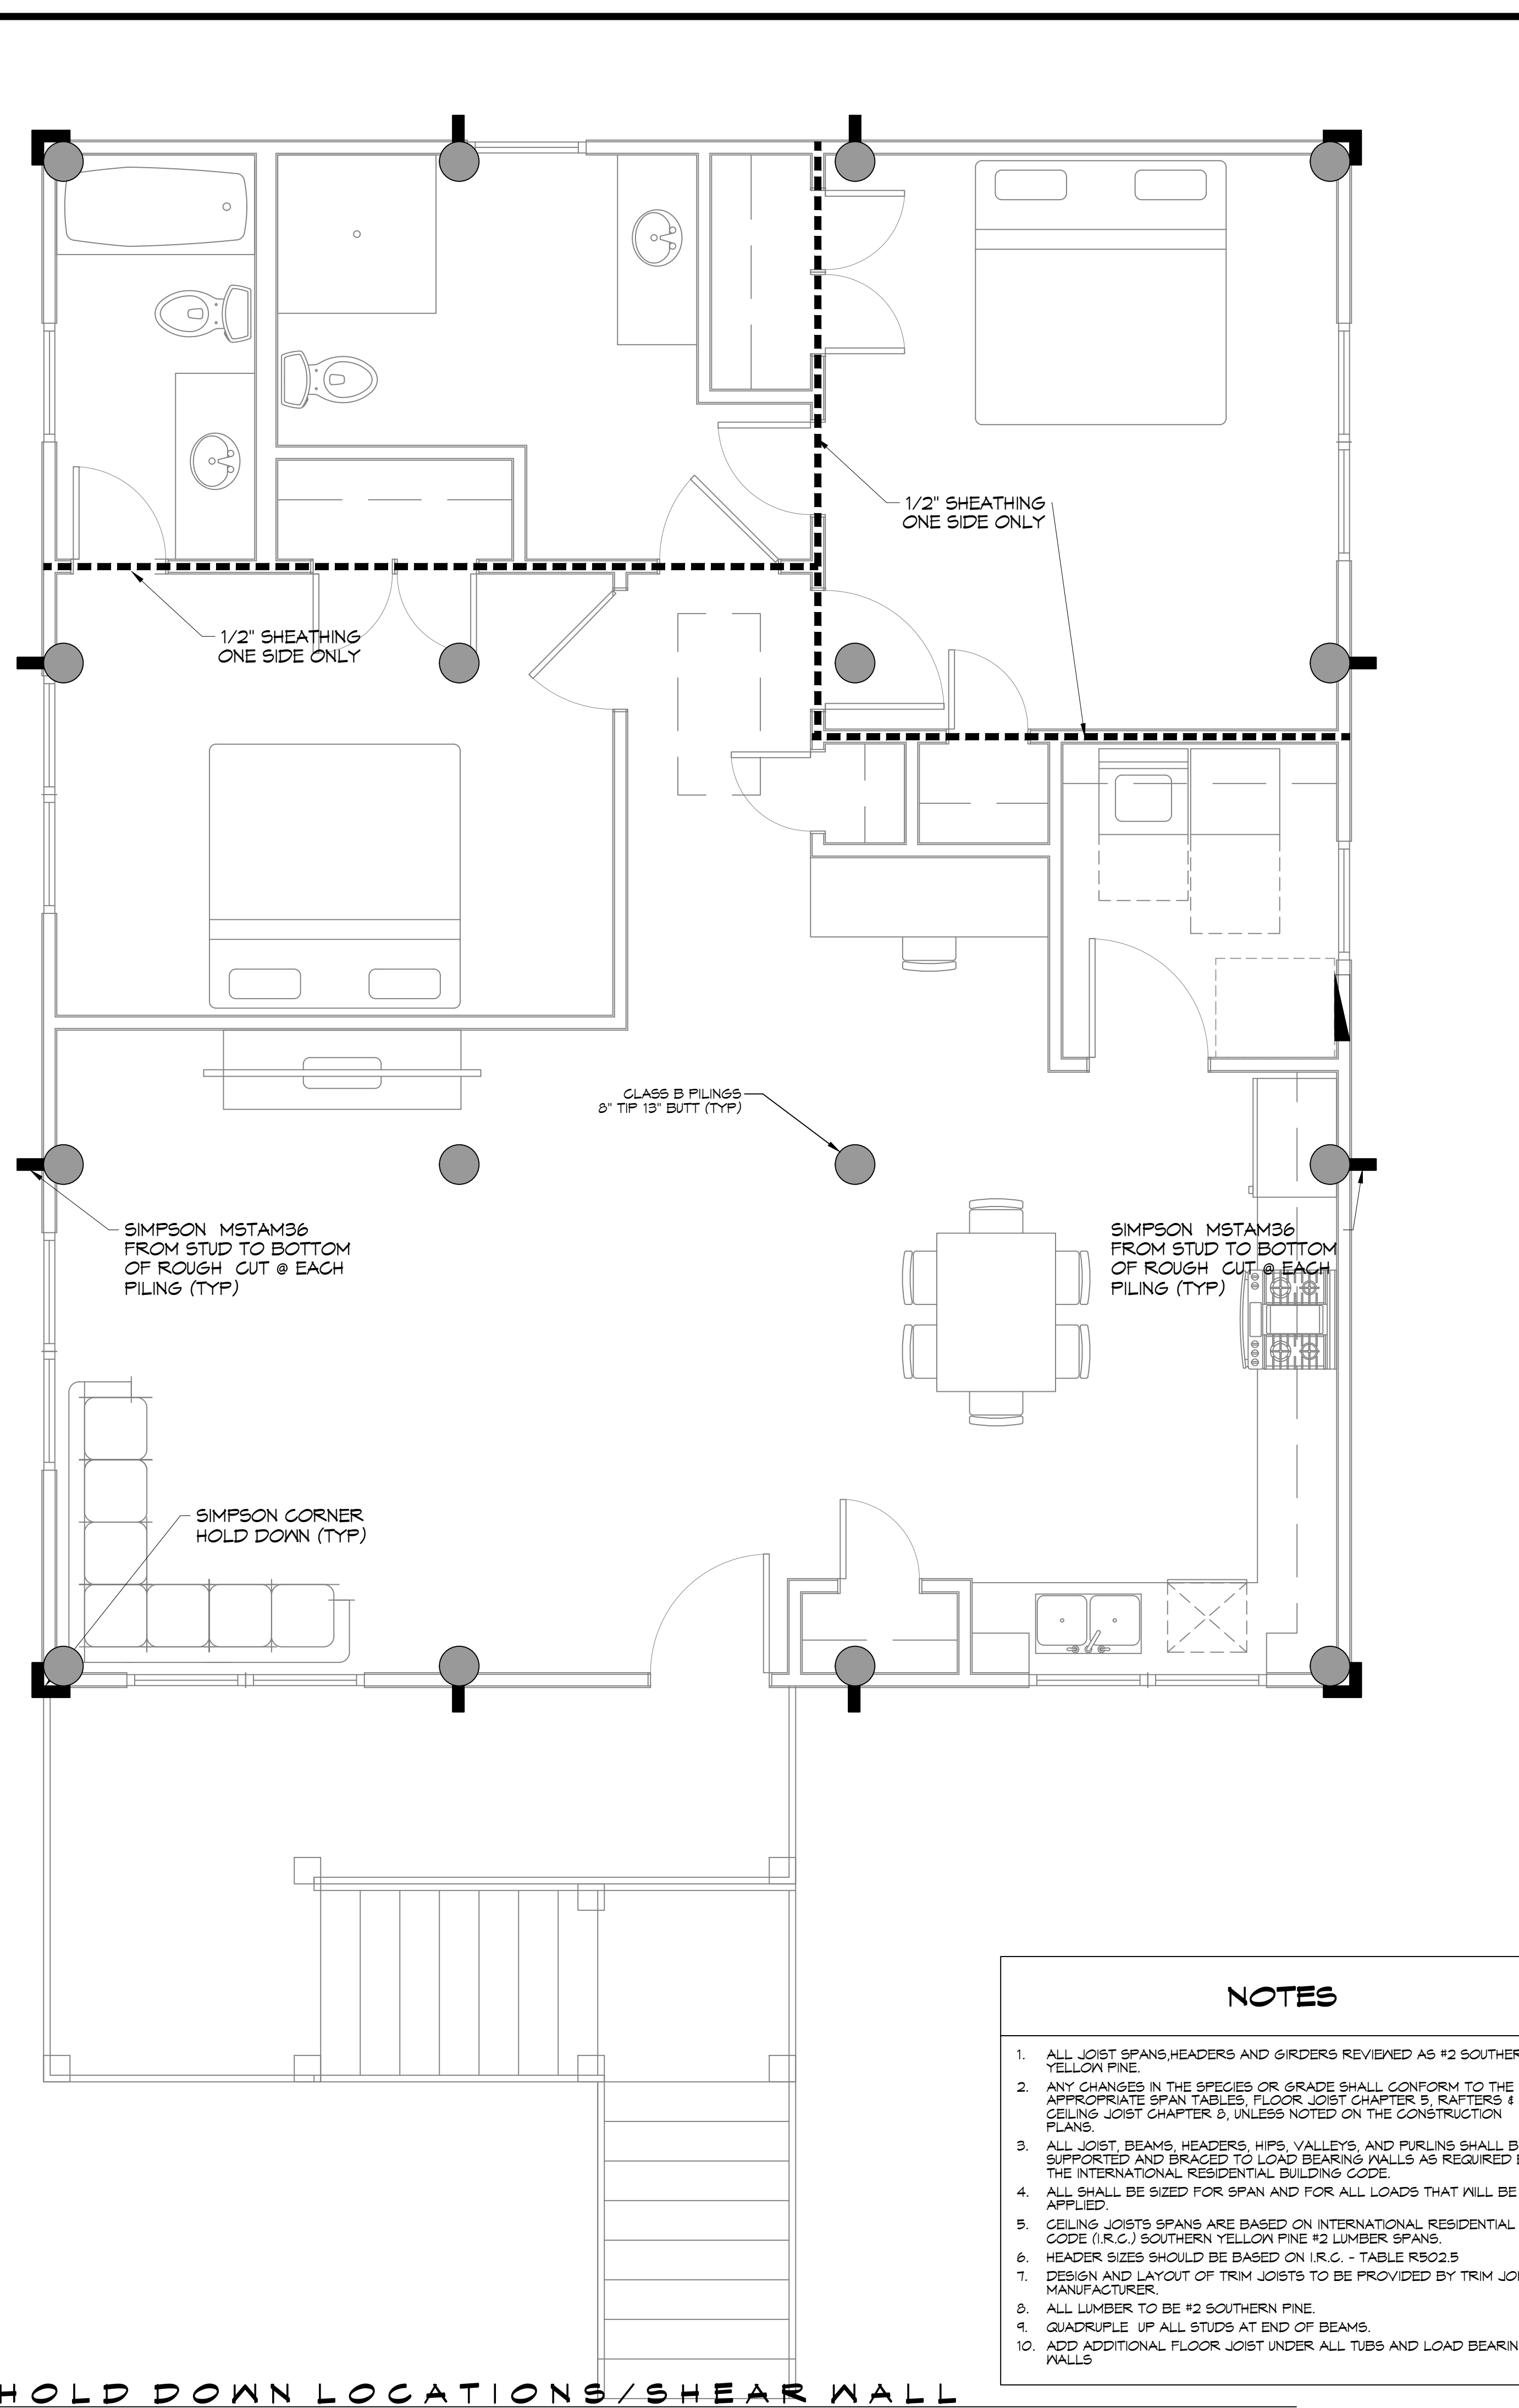 1/2" SHEATHING
ONE SIDE ONLY
1/2" SHEATHING
ONE SIDE ONLY
CLASS B PILINGS
8" TIP 13" BUTT (TYP)
SIMPSON MSTAM36
FROM STUD TO BOTTOM
OF ROUGH CUT @ EACH
PILING (TYP)
SIMPSON MSTAM36
FROM STUD TO BOTTOM
OF ROUGH CUT @ EACH
PILING (TYP)
SIMPSON CORNER
HOLD DOWN (TYP)
NOTES
1. ALL JOIST SPANS,HEADERS AND GIRDERS REVIEWED AS #2 SOUTHER
YELLOW PINE.
2. ANY CHANGES IN THE SPECIES OR GRADE SHALL CONFORM TO THE
APPROPRIATE SPAN TABLES, FLOOR JOIST CHAPTER 5, RAFTERS &
CEILING JOIST CHAPTER 8, UNLESS NOTED ON THE CONSTRUCTION
PLANS.
3. ALL JOIST, BEAMS, HEADERS, HIPS, VALLEYS, AND PURLINS SHALL B
SUPPORTED AND BRACED TO LOAD BEARING WALLS AS REQUIRED
THE INTERNATIONAL RESIDENTIAL BUILDING CODE.
4. ALL SHALL BE SIZED FOR SPAN AND FOR ALL LOADS THAT WILL BE
APPLIED.
5. CEILING JOISTS SPANS ARE BASED ON INTERNATIONAL RESIDENTIAL
CODE (I.R.C.) SOUTHERN YELLOW PINE #2 LUMBER SPANS.
6. HEADER SIZES SHOULD BE BASED ON I.R.C. - TABLE R502.5
7. DESIGN AND LAYOUT OF TRIM JOISTS TO BE PROVIDED BY TRIM JO
MANUFACTURER.
8. ALL LUMBER TO BE #2 SOUTHERN PINE.
9. QUADRUPLE UP ALL STUDS AT END OF BEAMS.
10. ADD ADDITIONAL FLOOR JOIST UNDER ALL TUBS AND LOAD BEARIN
WALLS
HOLD DOWN LOCATIONS/SHEAR WALL